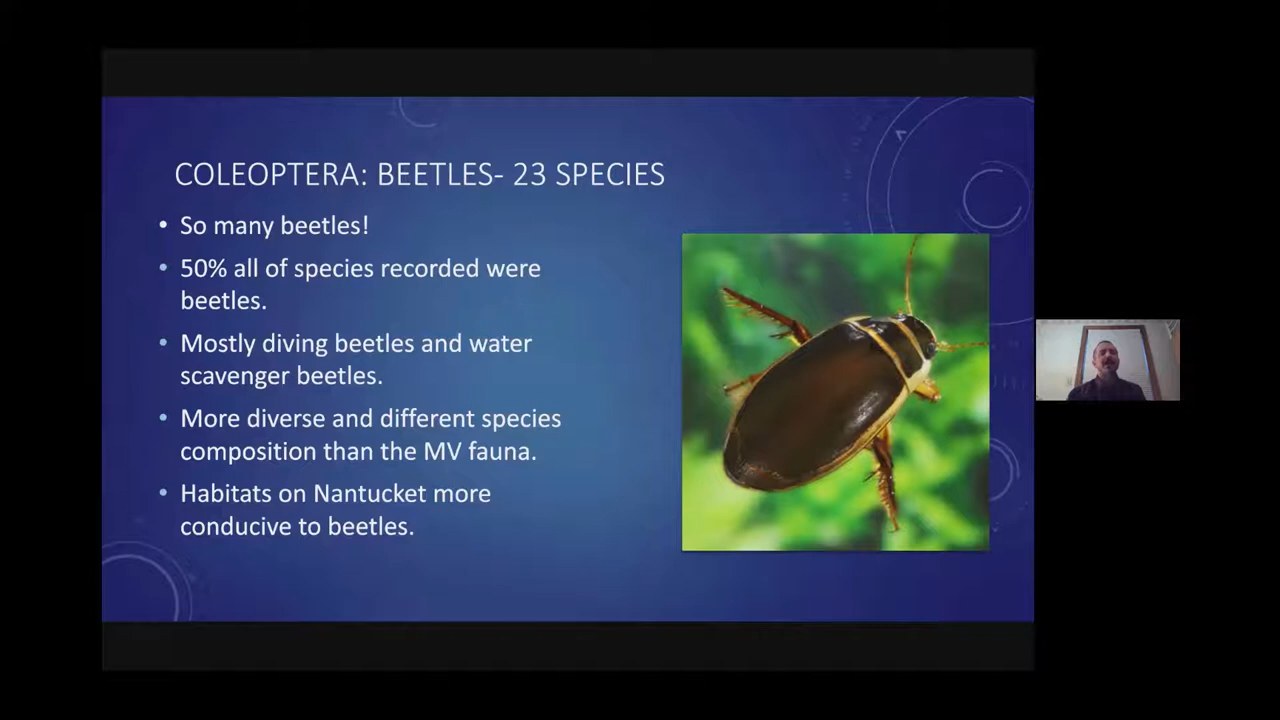 COLEOPTERA: BEETLES- 23 SPECIES
• So many beetles!
• 50% all of species recorded were
beetles.
• Mostly diving beetles and water
scavenger beetles.
• More diverse and different species
composition than the MV fauna.
• Habitats on Nantucket more
conducive to beetles.